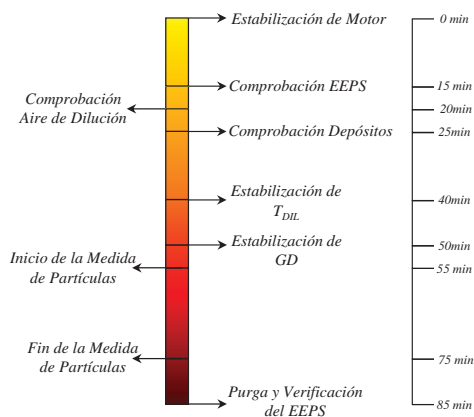 Estabilización de Motor
0 min
Comprobación EEPS
15 min
Comprobación
Aire de Dilución
20min
Comprobación Depósitos
25min
Estabilización de
T_DIL
40min
Estabilización de
GD
50min
Inicio de la Medida
de Partículas
55 min
Fin de la Medida
de Partículas
75 min
Purga y Verificación
del EEPS
85 min